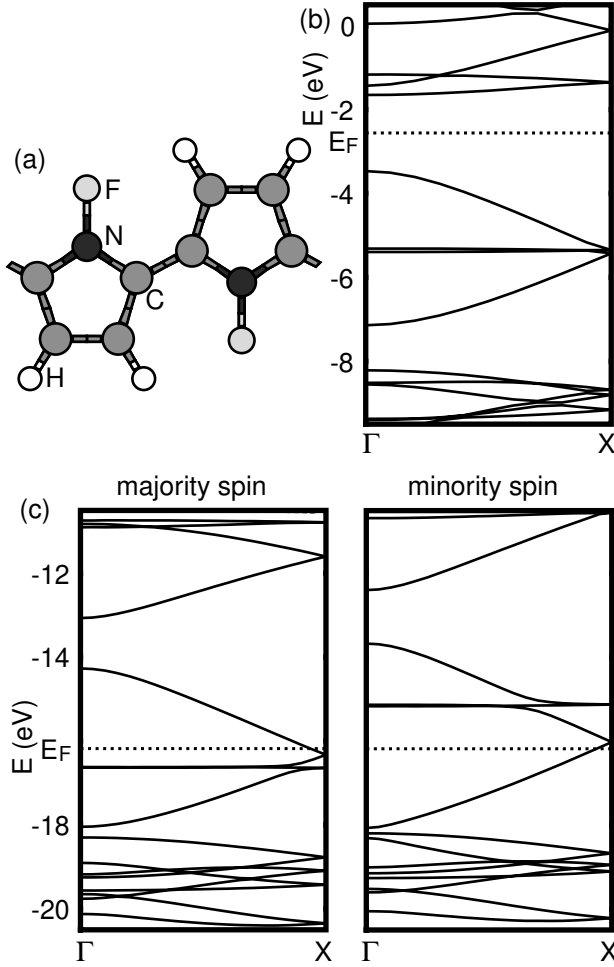 (a)
F
N
C
H
(b)
E (eV)
0
-2
EF
-4
-6
-8
Γ
X
(c)
majority spin
minority spin
E (eV)
-12
-14
EF
-18
-20
Γ
X
Γ
X